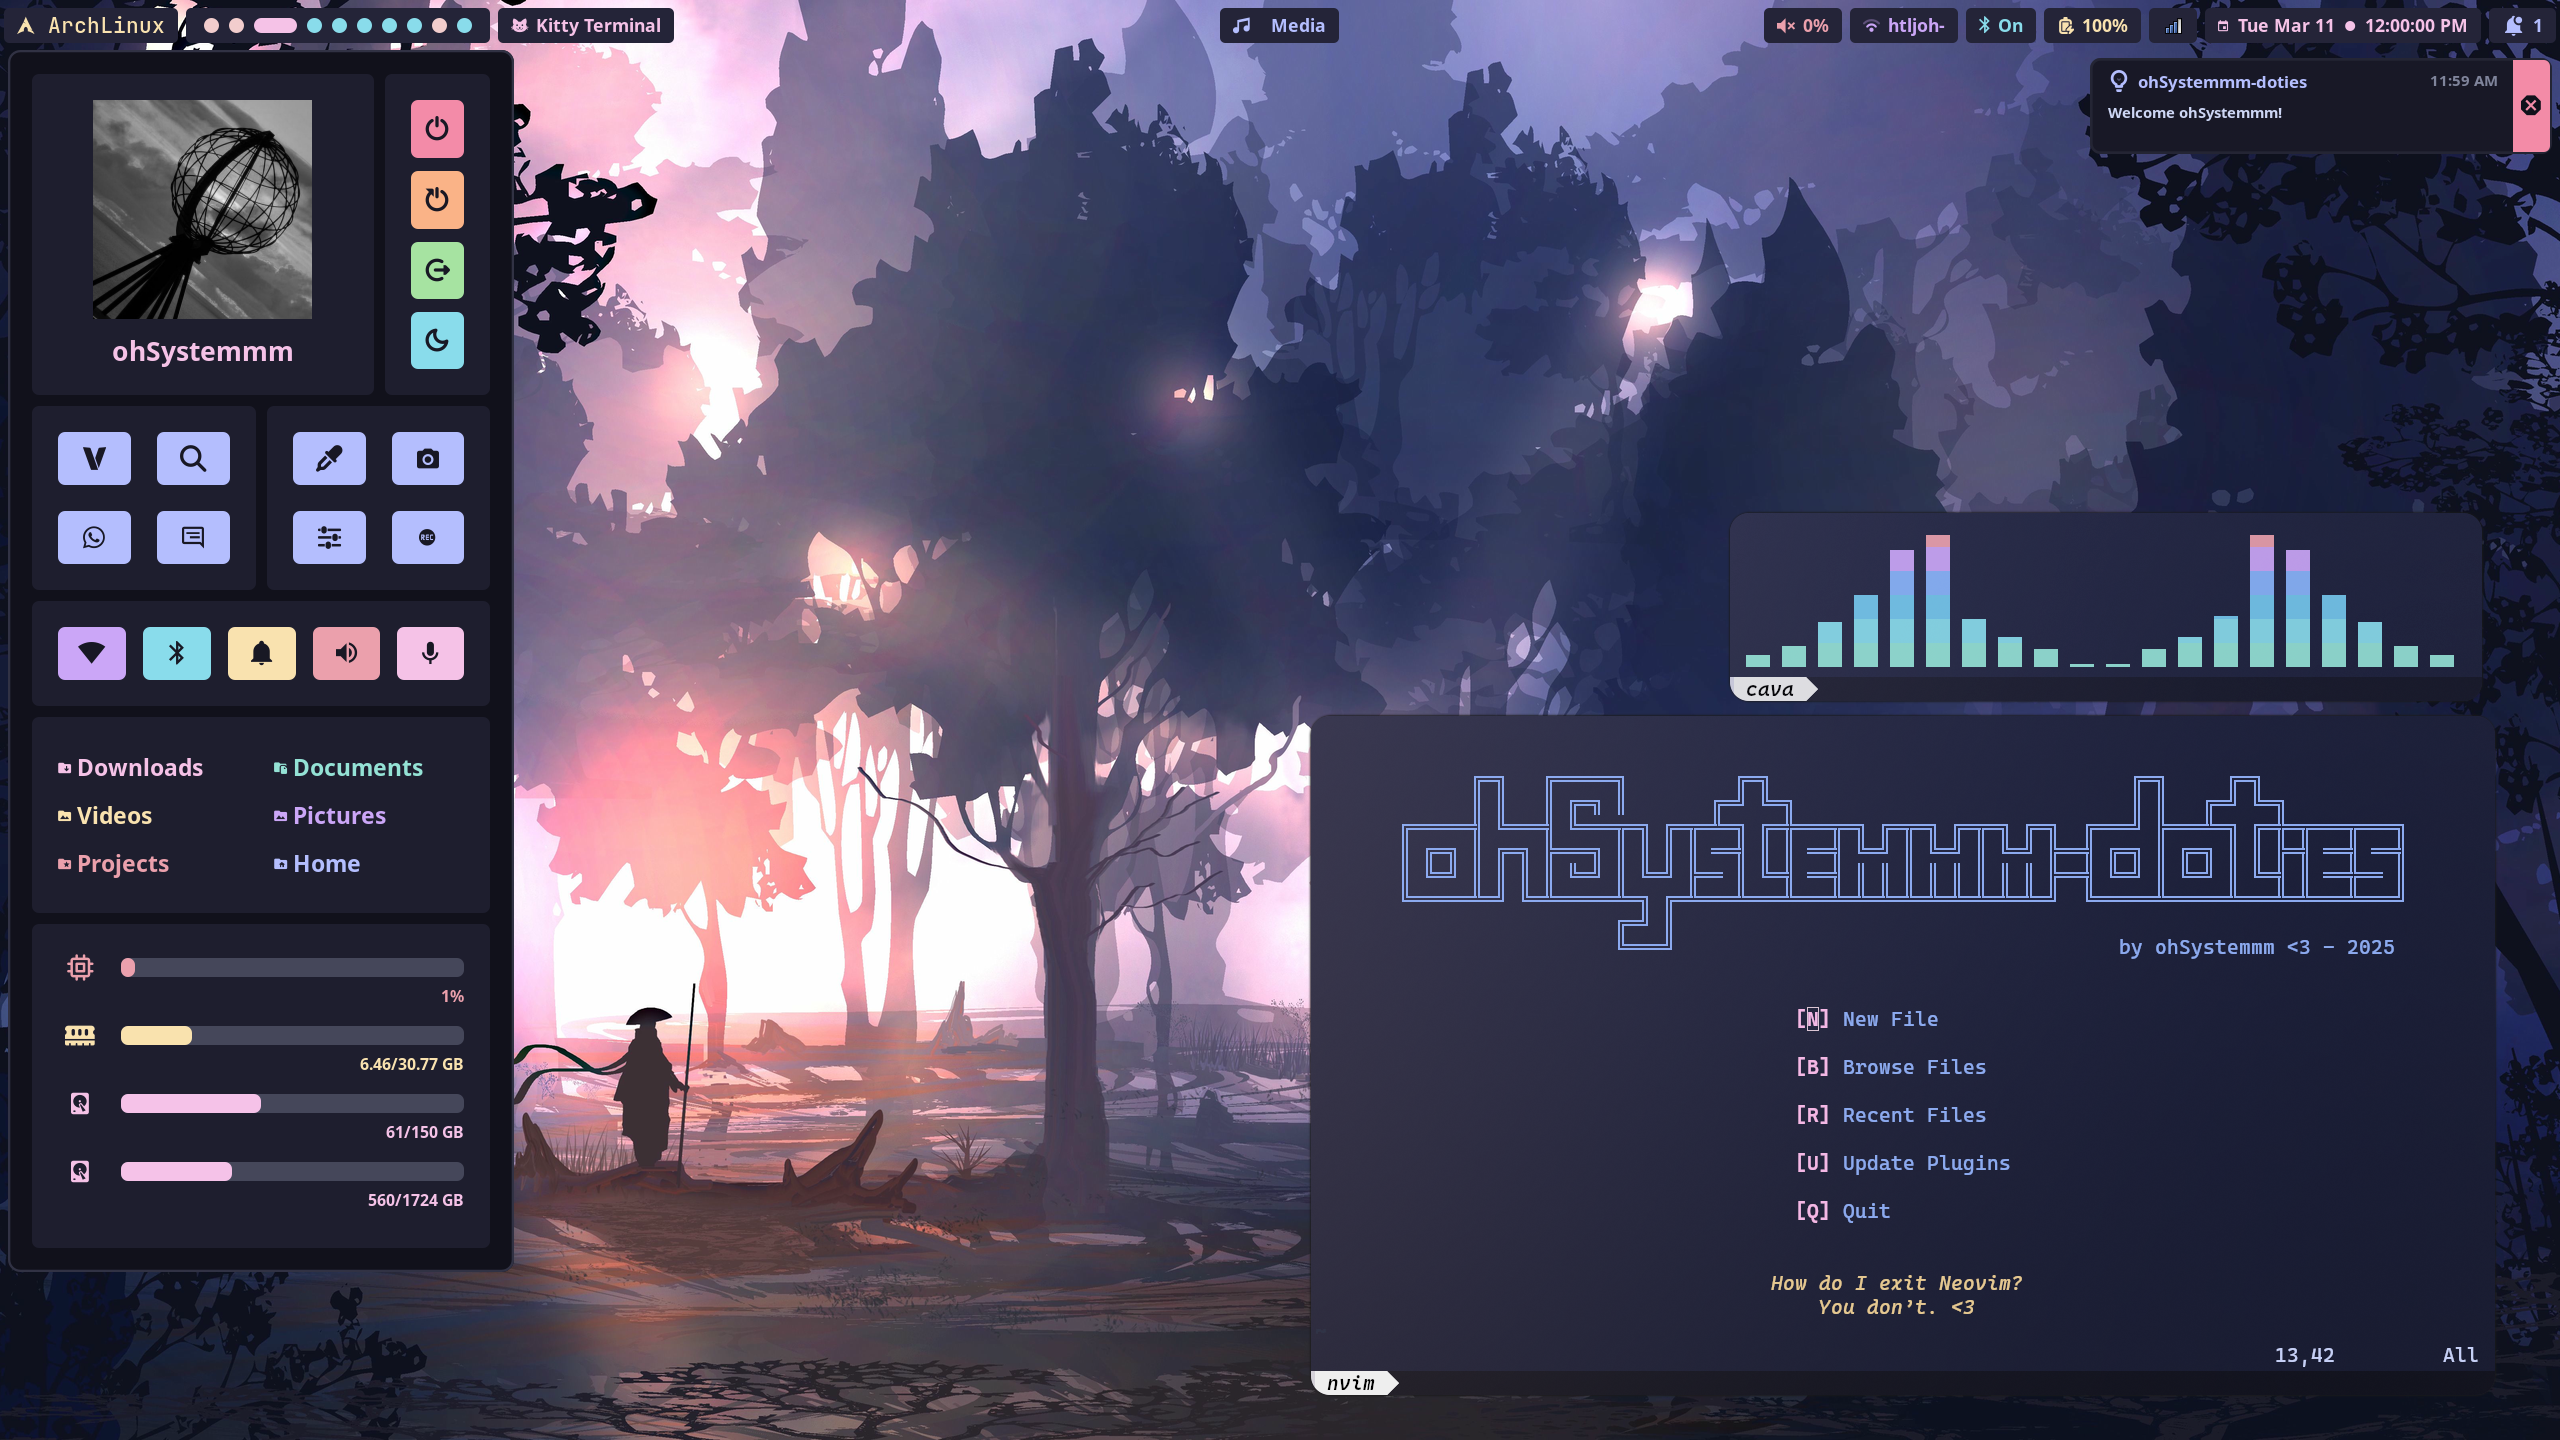 ArchLinux
Kitty Terminal
Media
0%
htljoh-
On
100%
Tue Mar 11 ● 12:00:00 PM
1
ohSystemmm-doties
11:59 AM
Welcome ohSystemmm!
ohSystemmm
REC
Downloads
Documents
Videos
Pictures
Projects
Home
1%
6.46/30.77 GB
61/150 GB
560/1724 GB
cava
ohSystemmm-doties
by ohSystemmm <3 - 2025
[N] New File
[B] Browse Files
[R] Recent Files
[U] Update Plugins
[Q] Quit
How do I exit Neovim?
You don't. <3
13,42
All
nvim